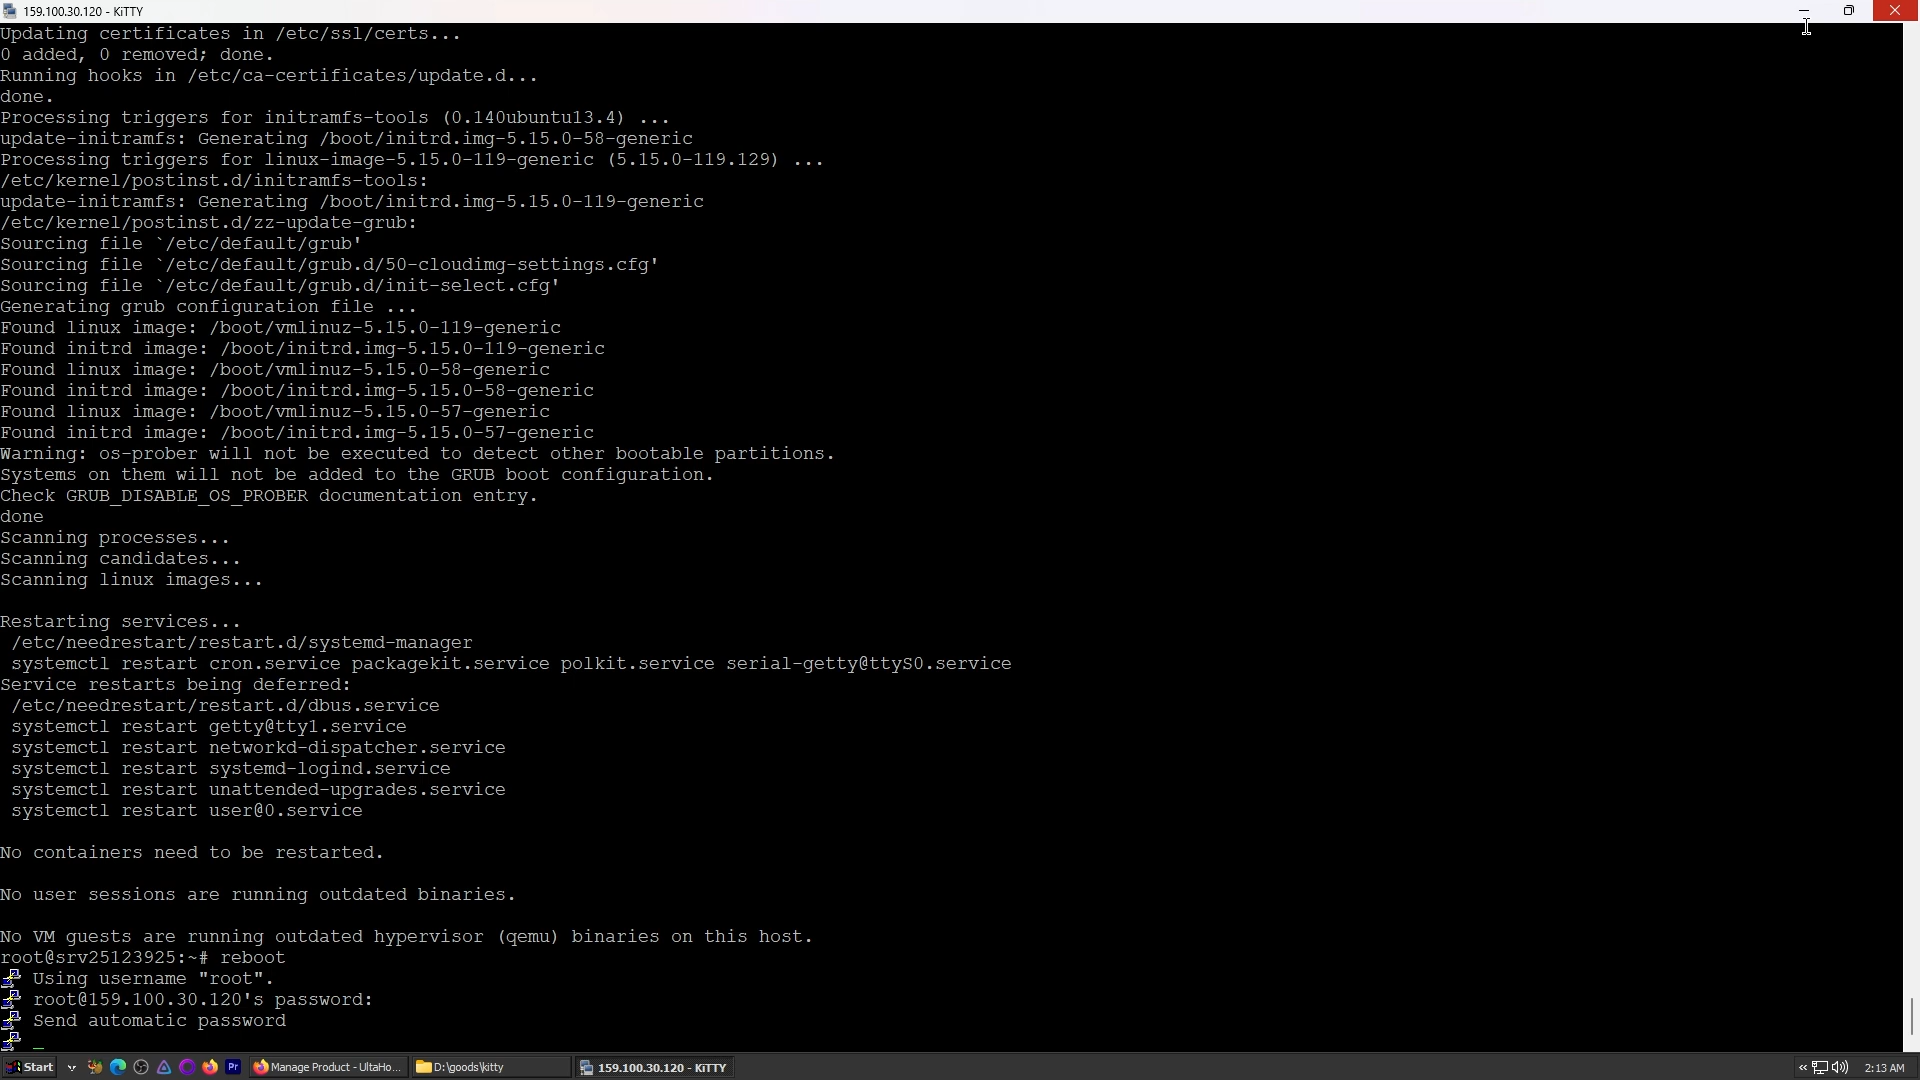 159.100.30.120 - KiTTY
Updating certificates in /etc/ssl/certs...
0 added, 0 removed; done.
Running hooks in /etc/ca-certificates/update.d...
done.
Processing triggers for initramfs-tools (0.140ubuntu13.4) ...
update-initramfs: Generating /boot/initrd.img-5.15.0-58-generic
Processing triggers for linux-image-5.15.0-119-generic (5.15.0-119.129) ...
/etc/kernel/postinst.d/initramfs-tools:
update-initramfs: Generating /boot/initrd.img-5.15.0-119-generic
/etc/kernel/postinst.d/zz-update-grub:
Sourcing file `/etc/default/grub'
Sourcing file `/etc/default/grub.d/50-cloudimg-settings.cfg'
Sourcing file `/etc/default/grub.d/init-select.cfg'
Generating grub configuration file ...
Found linux image: /boot/vmlinuz-5.15.0-119-generic
Found initrd image: /boot/initrd.img-5.15.0-119-generic
Found linux image: /boot/vmlinuz-5.15.0-58-generic
Found initrd image: /boot/initrd.img-5.15.0-58-generic
Found linux image: /boot/vmlinuz-5.15.0-57-generic
Found initrd image: /boot/initrd.img-5.15.0-57-generic
Warning: os-prober will not be executed to detect other bootable partitions.
Systems on them will not be added to the GRUB boot configuration.
Check GRUB_DISABLE_OS_PROBER documentation entry.
done
Scanning processes...
Scanning candidates...
Scanning linux images...
Restarting services...
/etc/needrestart/restart.d/systemd-manager
systemctl restart cron.service packagekit.service polkit.service serial-getty@ttyS0.service
Service restarts being deferred:
/etc/needrestart/restart.d/dbus.service
systemctl restart getty@tty1.service
systemctl restart networkd-dispatcher.service
systemctl restart systemd-logind.service
systemctl restart unattended-upgrades.service
systemctl restart user@0.service
No containers need to be restarted.
No user sessions are running outdated binaries.
No VM guests are running outdated hypervisor (qemu) binaries on this host.
root@srv25123925:~# reboot
Using username "root".
root@159.100.30.120's password:
Send automatic password
Start Pr Manage Product - UltaHo... D:\goods\kitty 159.100.30.120 - KiTTY « 2:13 AM